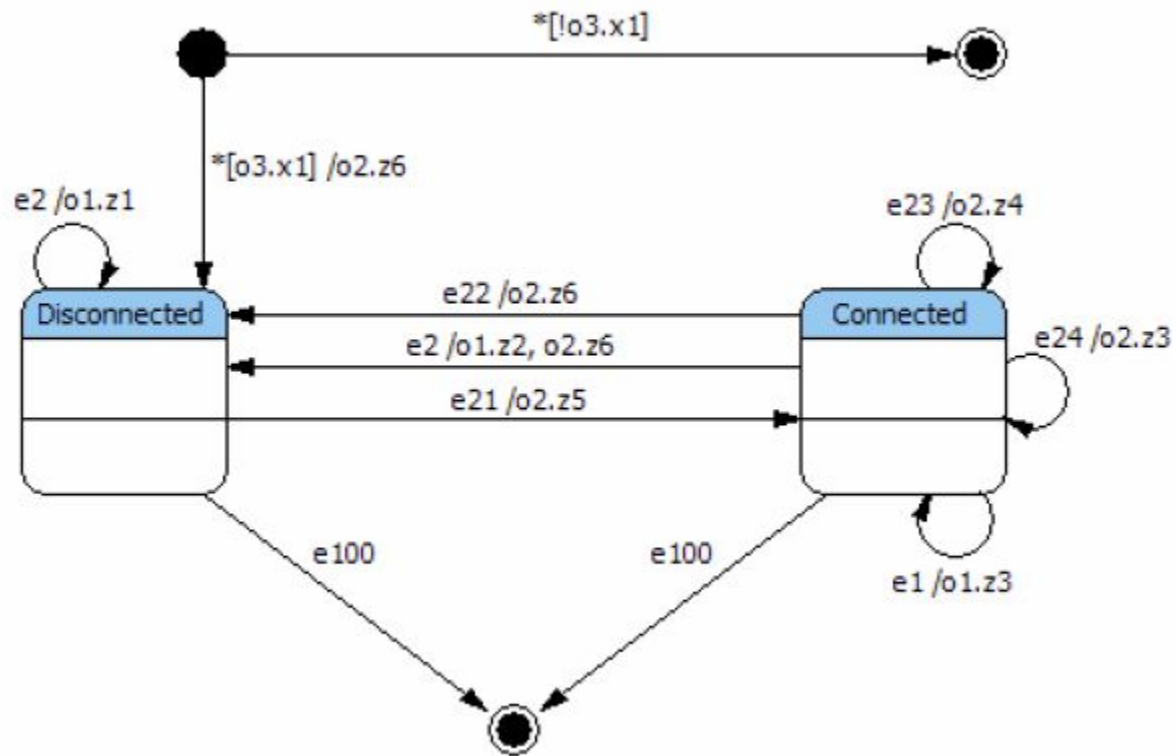 *[!o3.x1]
*[o3.x1] /o2.z6
e2 /o1.z1
e23 /o2.z4
Disconnected
e22 /o2.z6
Connected
e2 /o1.z2, o2.z6
e24 /o2.z3
e21 /o2.z5
e100
e100
e1 /o1.z3